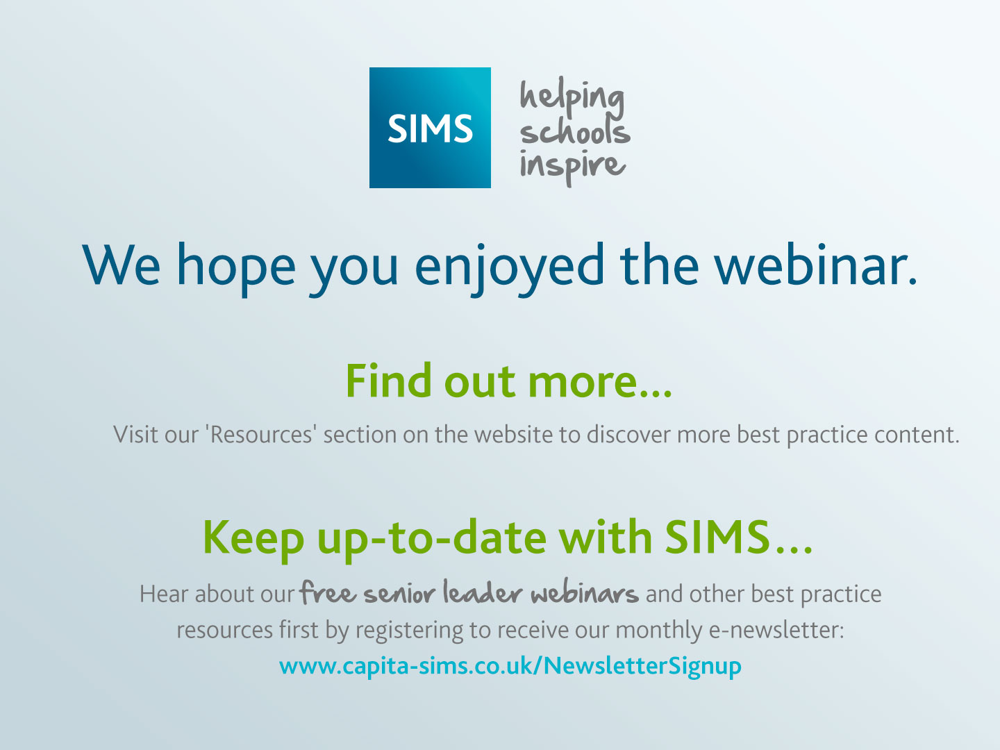 SIMS
helping
schools
inspire
We hope you enjoyed the webinar.
Find out more...
Visit our 'Resources' section on the website to discover more best practice content.
Keep up-to-date with SIMS...
Hear about our free senior leader webinars and other best practice
resources first by registering to receive our monthly e-newsletter:
www.capita-sims.co.uk/NewsletterSignup